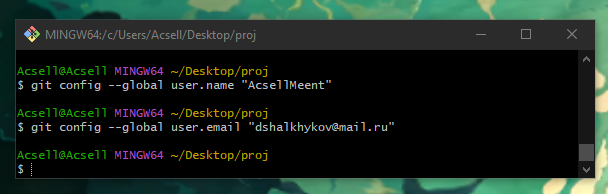 MINGW64:/c/Users/Acsell/Desktop/proj
Acsell@Acsell MINGW64 ~/Desktop/proj
$ git config --global user.name "AcsellMeent"
Acsell@Acsell MINGW64 ~/Desktop/proj
$ git config --global user.email "dshalkhykov@mail.ru"
Acsell@Acsell MINGW64 ~/Desktop/proj
$